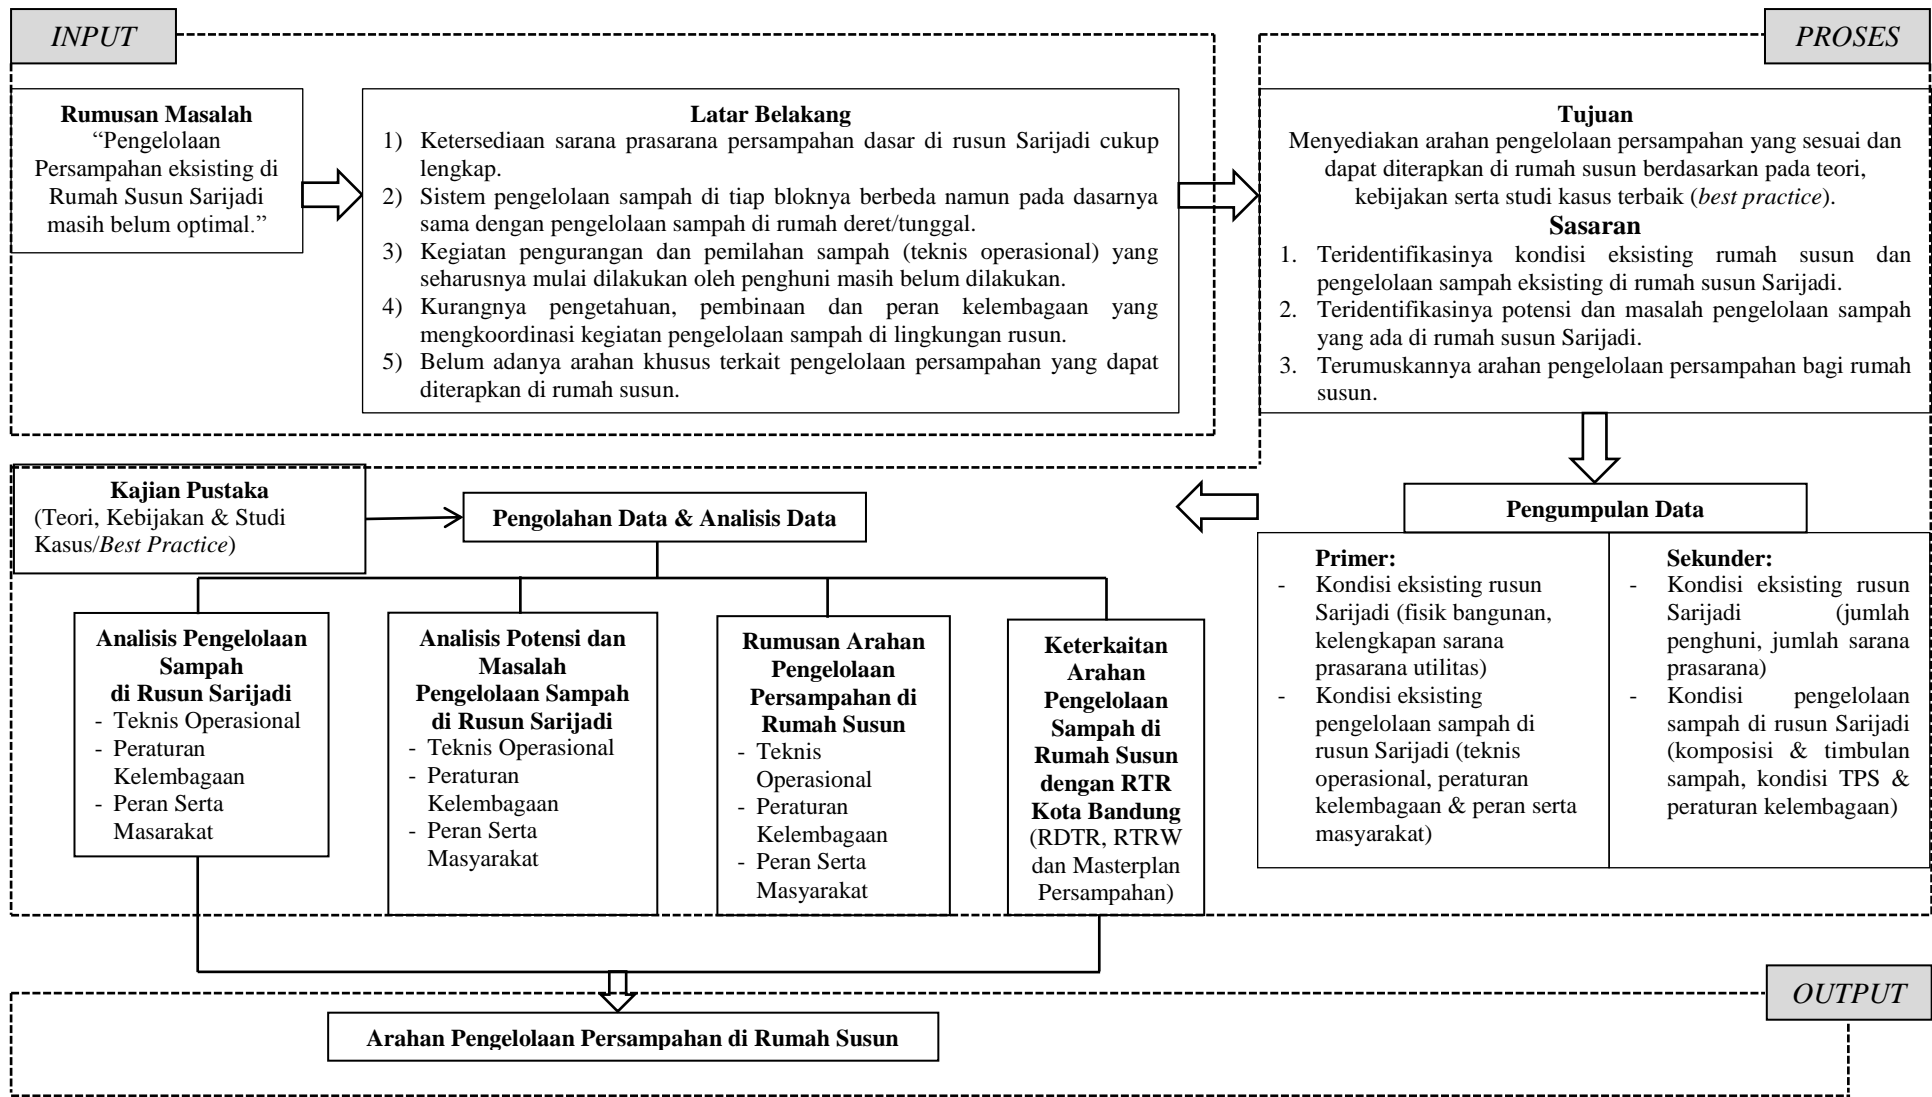 INPUT
PROSES
Rumusan Masalah
“Pengelolaan
Persampahan eksisting di
Rumah Susun Sarijadi
masih belum optimal.”
Latar Belakang
1) Ketersediaan sarana prasarana persampahan dasar di rusun Sarijadi cukup
lengkap.
2) Sistem pengelolaan sampah di tiap bloknya berbeda namun pada dasarnya
sama dengan pengelolaan sampah di rumah deret/tunggal.
3) Kegiatan pengurangan dan pemilahan sampah (teknis operasional) yang
seharusnya mulai dilakukan oleh penghuni masih belum dilakukan.
4) Kurangnya pengetahuan, pembinaan dan peran kelembagaan yang
mengkoordinasi kegiatan pengelolaan sampah di lingkungan rusun.
5) Belum adanya arahan khusus terkait pengelolaan persampahan yang dapat
diterapkan di rumah susun.
Tujuan
Menyediakan arahan pengelolaan persampahan yang sesuai dan
dapat diterapkan di rumah susun berdasarkan pada teori,
kebijakan serta studi kasus terbaik (best practice).
Sasaran
1. Teridentifikasinya kondisi eksisting rumah susun dan
pengelolaan sampah eksisting di rumah susun Sarijadi.
2. Teridentifikasinya potensi dan masalah pengelolaan sampah
yang ada di rumah susun Sarijadi.
3. Terumuskannya arahan pengelolaan persampahan bagi rumah
susun.
Kajian Pustaka
(Teori, Kebijakan & Studi
Kasus/Best Practice)
Pengolahan Data & Analisis Data
Pengumpulan Data
Primer:
- Kondisi eksisting rusun
Sarijadi (fisik bangunan,
kelengkapan sarana
prasarana utilitas)
- Kondisi eksisting
pengelolaan sampah di
rusun Sarijadi (teknis
operasional, peraturan
kelembagaan & peran serta
masyarakat)
Sekunder:
- Kondisi eksisting rusun
Sarijadi (jumlah
penghuni, jumlah sarana
prasarana)
- Kondisi pengelolaan
sampah di rusun Sarijadi
(komposisi & timbulan
sampah, kondisi TPS &
peraturan kelembagaan)
Analisis Pengelolaan
Sampah
di Rusun Sarijadi
- Teknis Operasional
- Peraturan
Kelembagaan
- Peran Serta
Masarakat
Analisis Potensi dan
Masalah
Pengelolaan Sampah
di Rusun Sarijadi
- Teknis Operasional
- Peraturan
Kelembagaan
- Peran Serta
Masyarakat
Rumusan Arahan
Pengelolaan
Persampahan di
Rumah Susun
- Teknis
Operasional
- Peraturan
Kelembagaan
- Peran Serta
Masyarakat
Keterkaitan
Arahan
Pengelolaan
Sampah di
Rumah Susun
dengan RTR
Kota Bandung
(RDTR, RTRW
dan Masterplan
Persampahan)
OUTPUT
Arahan Pengelolaan Persampahan di Rumah Susun